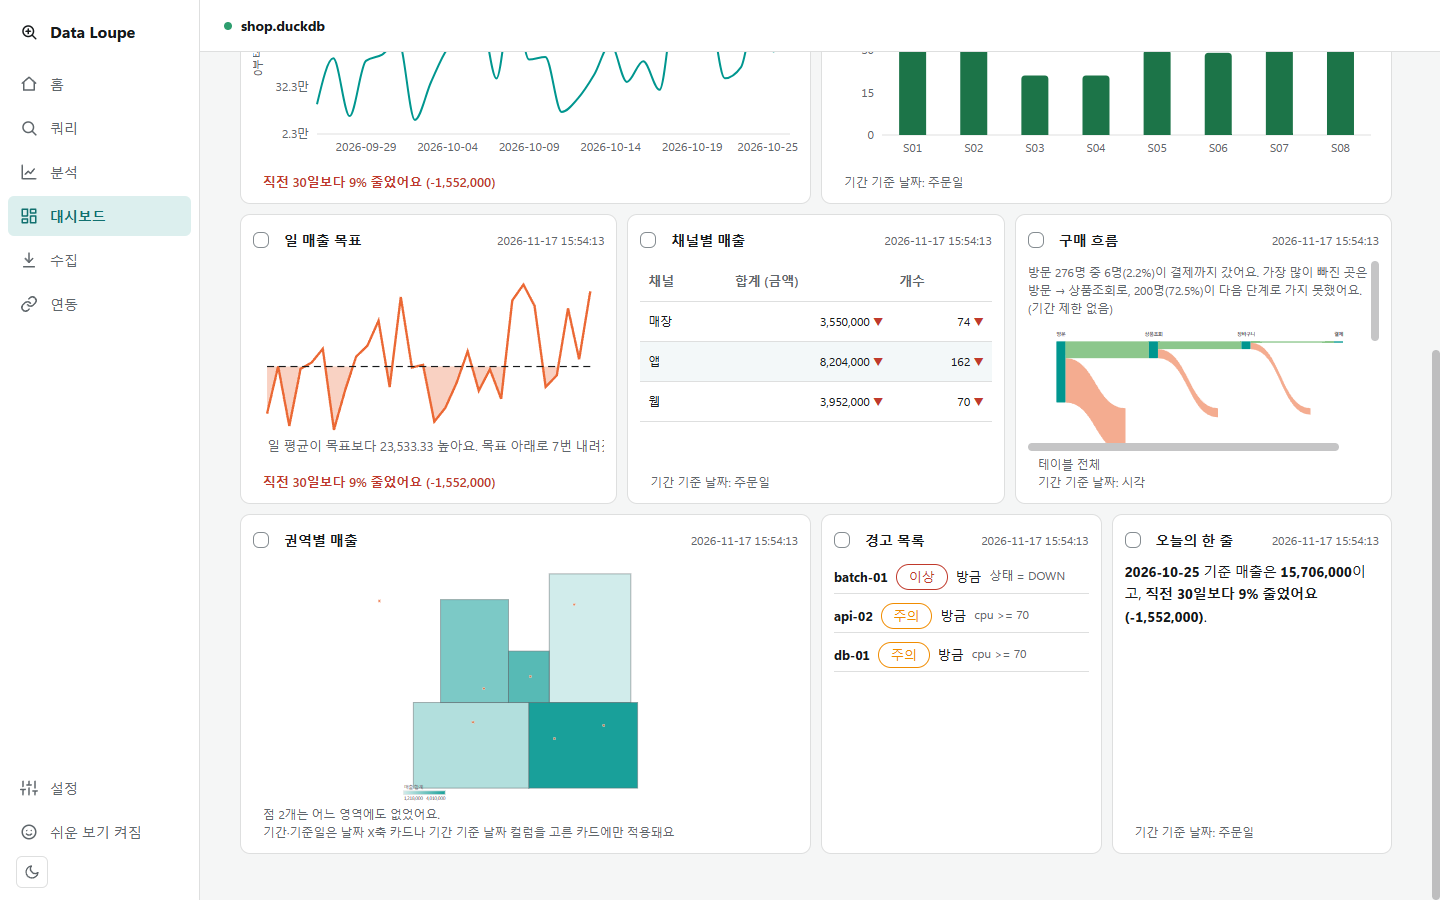 Data Loupe
홈
쿼리
분석
대시보드
수집
연동
설정
쉬운 보기 켜짐
shop.duckdb
32.3만
2.3만
2026-09-29
2026-10-04
2026-10-09
2026-10-14
2026-10-19
2026-10-25
직전 30일보다 9% 줄었어요 (-1,552,000)
15
0
S01
S02
S03
S04
S05
S06
S07
S08
기간 기준 날짜: 주문일
일 매출 목표
2026-11-17 15:54:13
일 평균이 목표보다 23,533.33 높아요. 목표 아래로 7번 내려
직전 30일보다 9% 줄었어요 (-1,552,000)
채널별 매출
2026-11-17 15:54:13
채널 합계 (금액) 개수
매장 3,550,000 ▼ 74 ▼
앱 8,204,000 ▼ 162 ▼
웹 3,952,000 ▼ 70 ▼
기간 기준 날짜: 주문일
구매 흐름
2026-11-17 15:54:13
방문 276명 중 6명(2.2%)이 결제까지 갔어요. 가장 많이 빠진 곳은
방문 → 상품조회로, 200명(72.5%)이 다음 단계로 가지 못했어요.
(기간 제한 없음)
방문
상품조회
장바구니
결제
테이블 전체
기간 기준 날짜: 시각
권역별 매출
2026-11-17 15:54:13
점 2개는 어느 영역에도 없었어요.
기간·기준일은 날짜 X축 카드나 기간 기준 날짜 컬럼을 고른 카드에만 적용돼요
경고 목록
2026-11-17 15:54:13
batch-01 이상 방금 상태 = DOWN
api-02 주의 방금 cpu >= 70
db-01 주의 방금 cpu >= 70
오늘의 한 줄
2026-11-17 15:54:13
2026-10-25 기준 매출은 15,706,000이
고, 직전 30일보다 9% 줄었어요
(-1,552,000).
기간 기준 날짜: 주문일